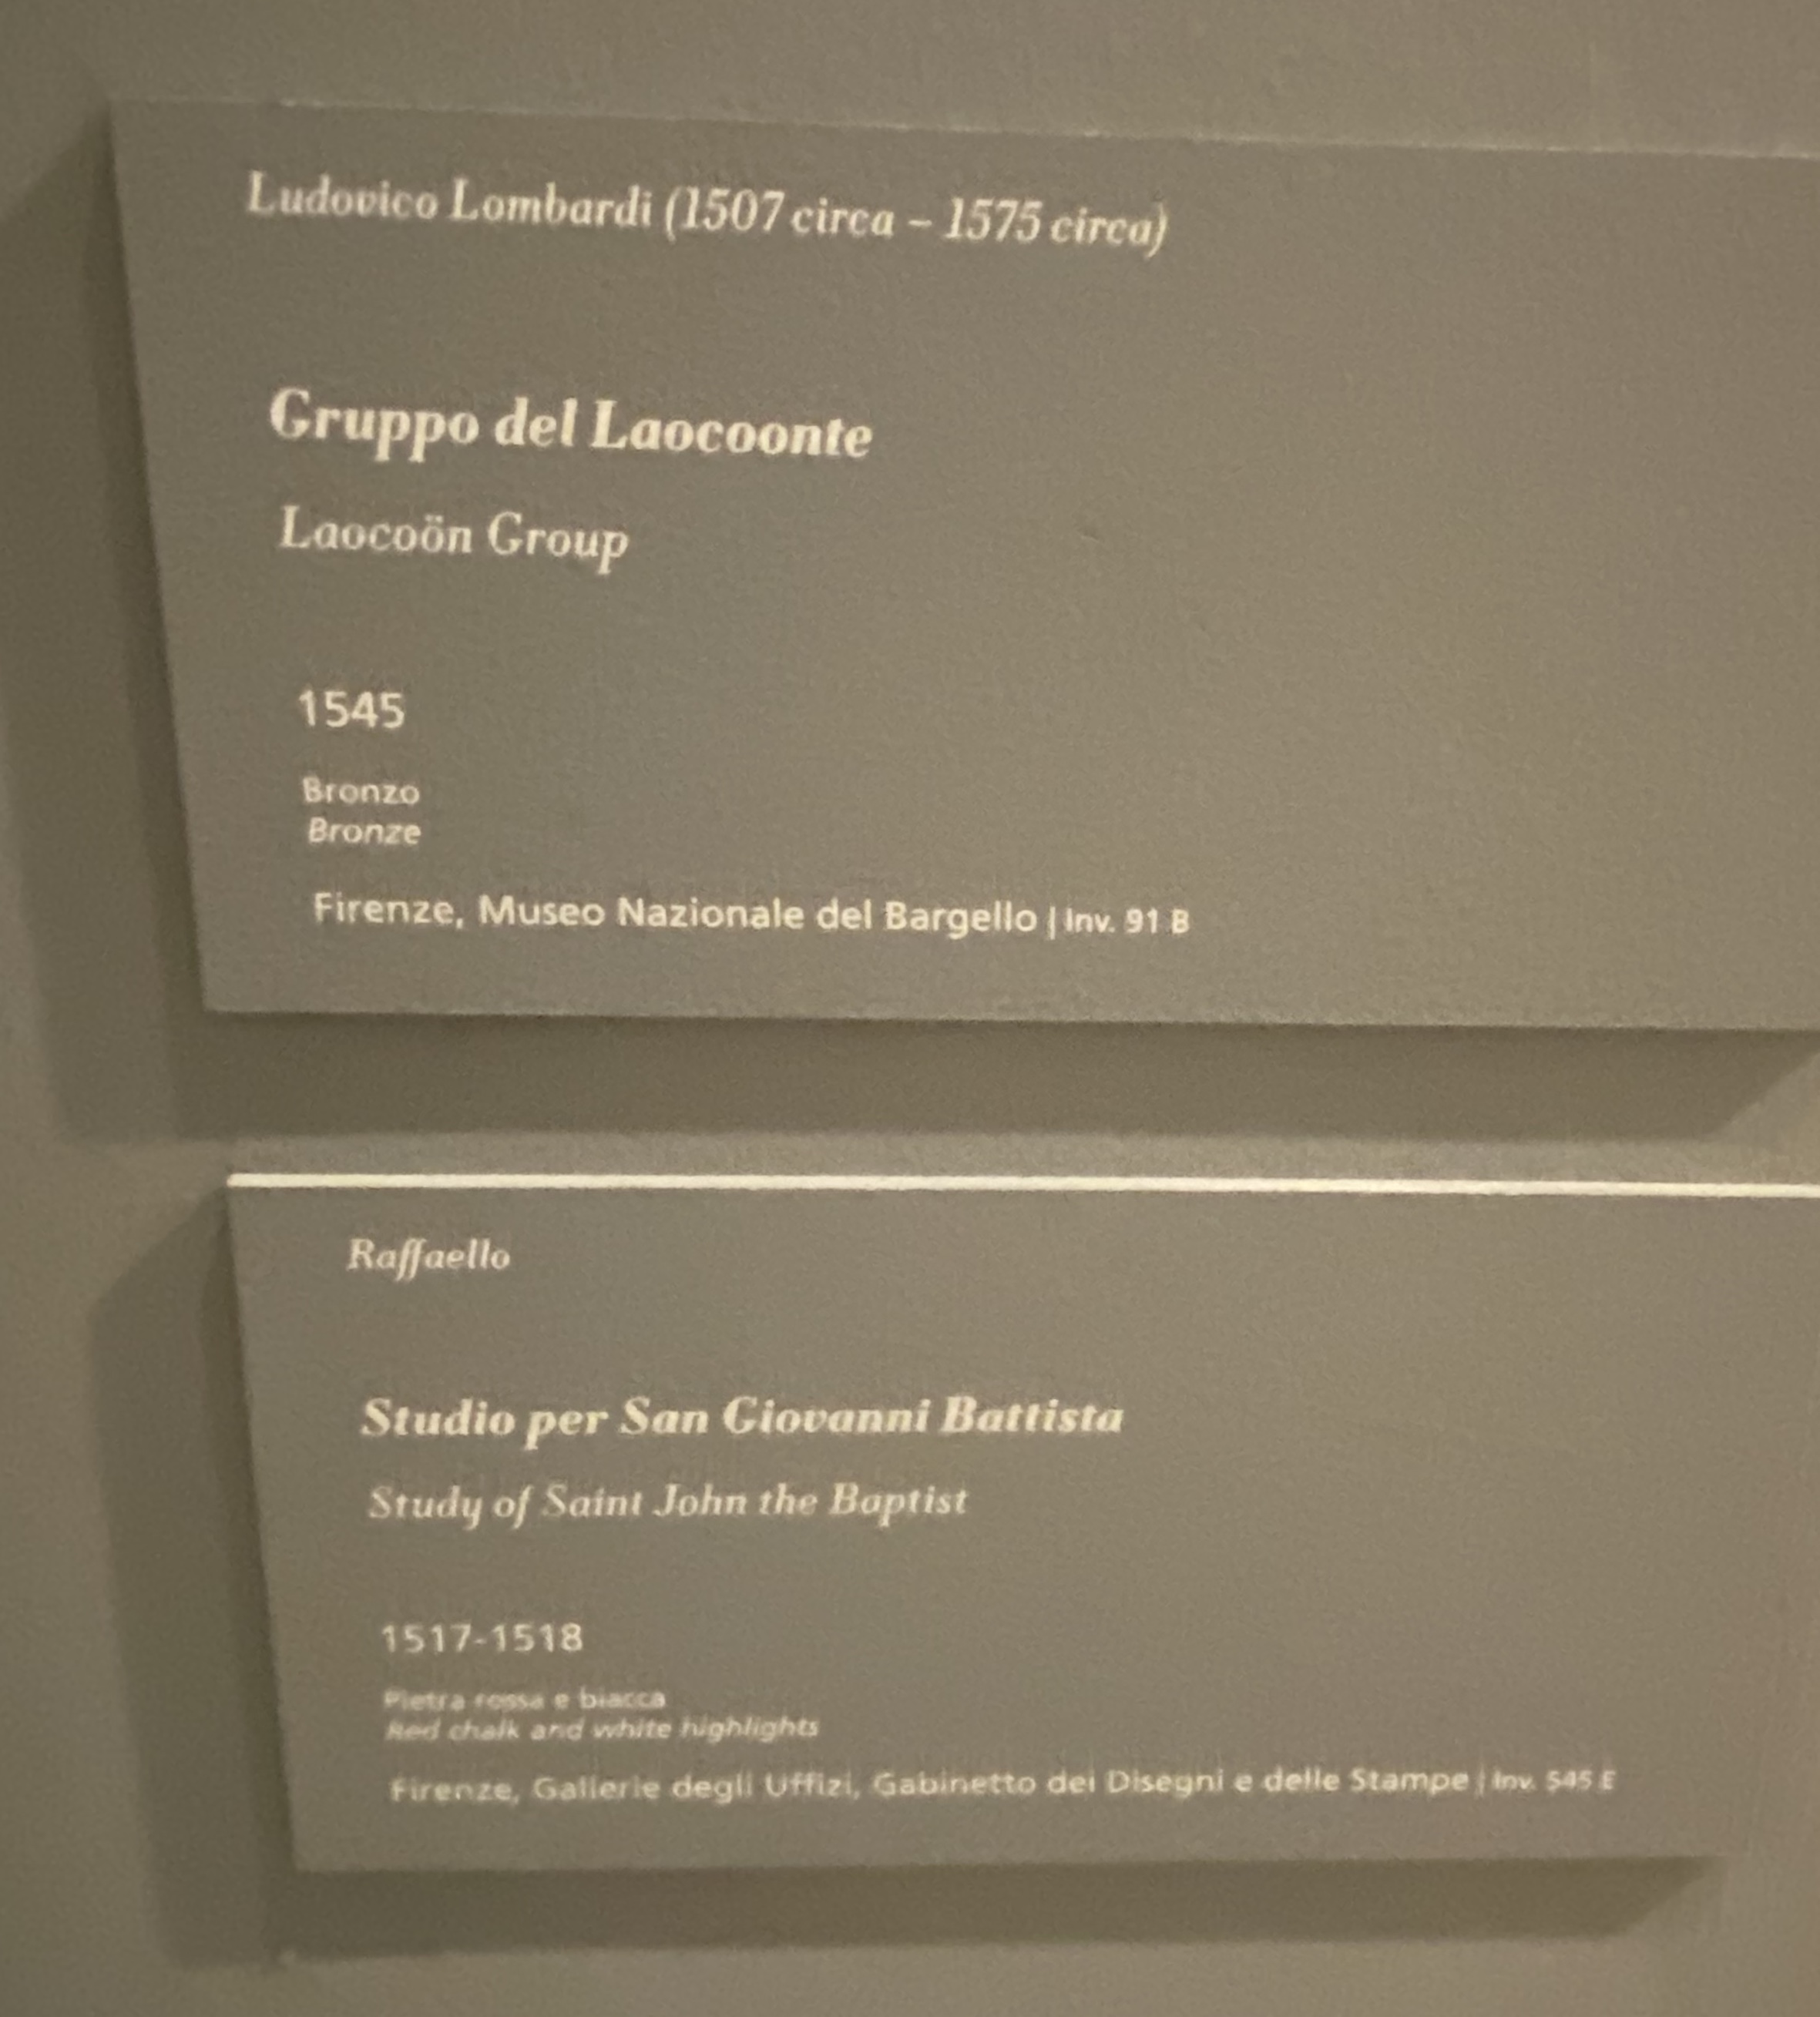 Ludovico Lombardi (1507 circa – 1575 circa)
Gruppo del Laocoonte
Laocoön Group
1545
Bronzo
Bronze
Firenze, Museo Nazionale del Bargello | Inv. 91 B
Raffaello
Studio per San Giovanni Battista
Study of Saint John the Baptist
1517-1518
Pietra rossa e biacca
Red chalk and white highlights
Firenze, Gallerie degli Uffizi, Gabinetto dei Disegni e delle Stampe | Inv. 545 E